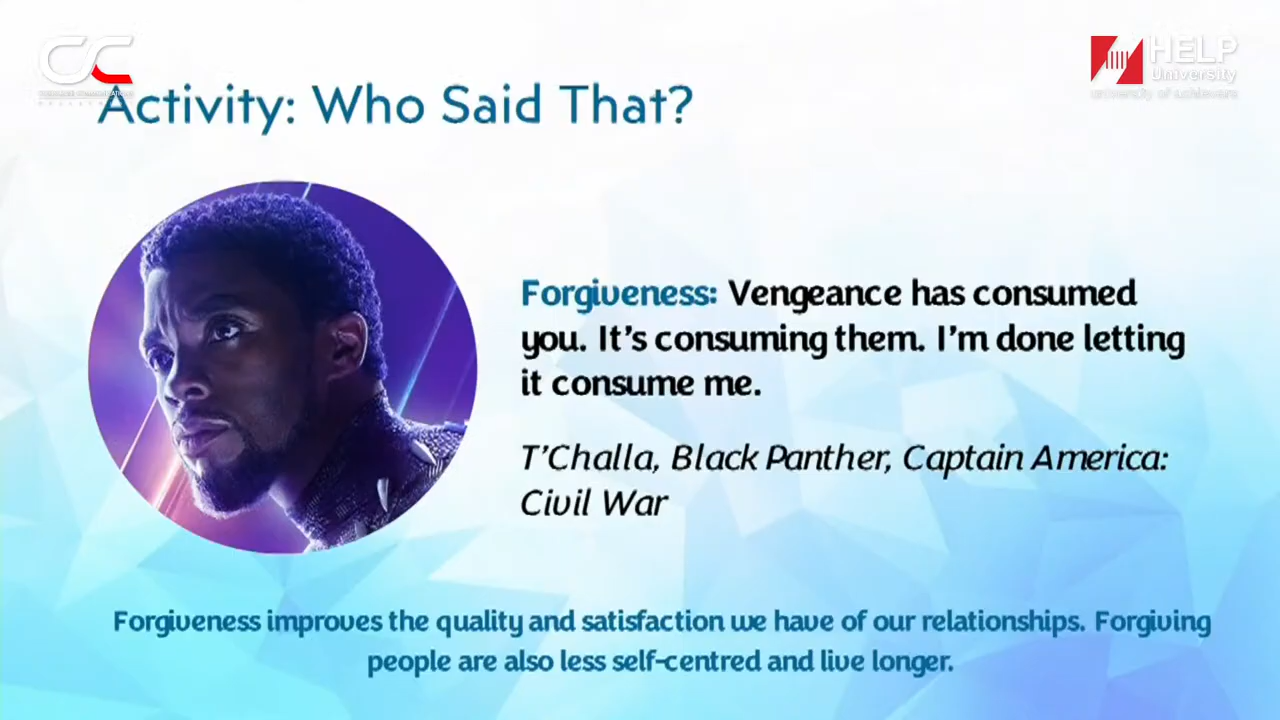 HELP
University
university of achievers
Activity: Who Said That?
Forgiveness: Vengeance has consumed
you. It's consuming them. I'm done letting
it consume me.
T'Challa, Black Panther, Captain America:
Civil War
Forgiveness improves the quality and satisfaction we have of our relationships. Forgiving
people are also less self-centred and live longer.